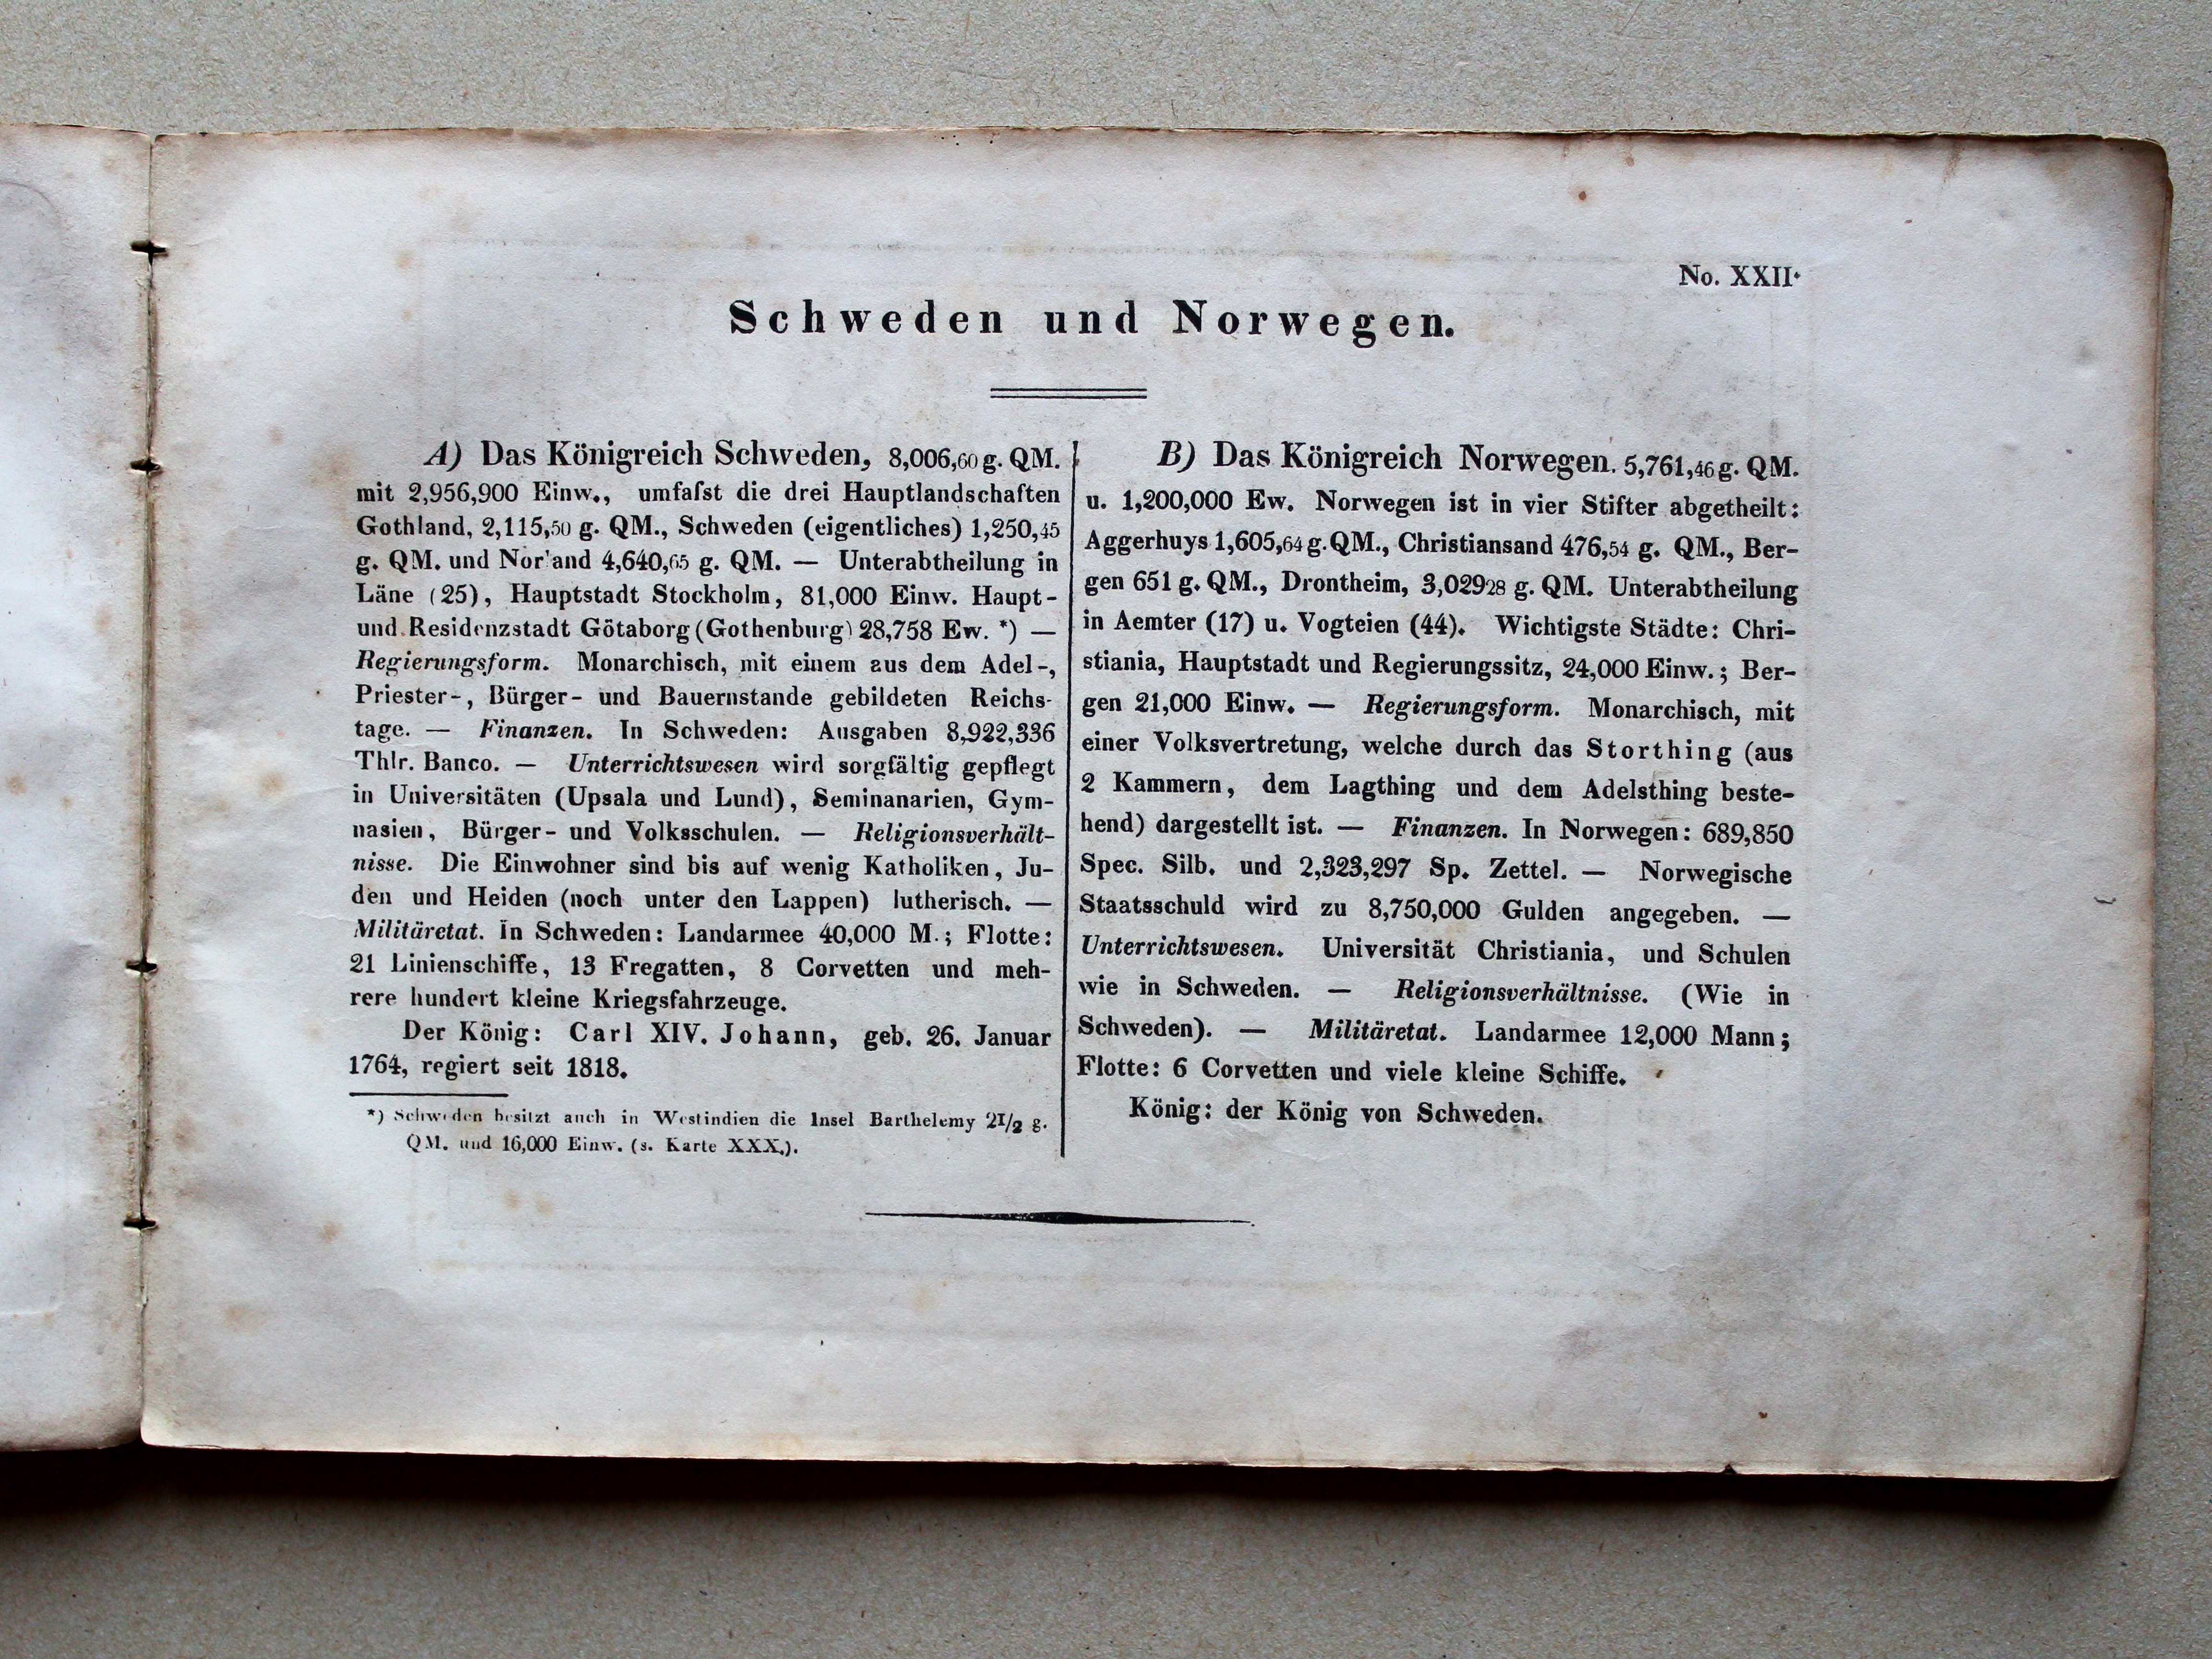 No. XXII.
Schweden und Norwegen.
A) Das Königreich Schweden, 8,006,60 g. QM.
mit 2,956,900 Einw., umfaſst die drei Hauptlandschaften
Gothland, 2,115,50 g. QM., Schweden (eigentliches) 1,250,45
g. QM. und Nor'and 4,640,65 g. QM. — Unterabtheilung in
Läne (25), Hauptstadt Stockholm, 81,000 Einw. Haupt-
und Residenzstadt Götaborg (Gothenburg) 28,758 Ew. *) —
Regierungsform. Monarchisch, mit einem aus dem Adel-,
Priester-, Bürger- und Bauernstande gebildeten Reichs-
tage. — Finanzen. In Schweden: Ausgaben 8,922,336
Thlr. Banco. — Unterrichtswesen wird sorgfältig gepflegt
in Universitäten (Upsala und Lund), Seminanarien, Gym-
nasien, Bürger- und Volksschulen. — Religionsverhält-
nisse. Die Einwohner sind bis auf wenig Katholiken, Ju-
den und Heiden (noch unter den Lappen) lutherisch. —
Militäretat. In Schweden: Landarmee 40,000 M.; Flotte:
21 Linienschiffe, 13 Fregatten, 8 Corvetten und meh-
rere hundert kleine Kriegsfahrzeuge.
Der König: Carl XIV. Johann, geb. 26. Januar
1764, regiert seit 1818.
*) Schweden besitzt auch in Westindien die Insel Barthelemy 2 1/2 g.
QM. und 16,000 Einw. (s. Karte XXX.).
B) Das Königreich Norwegen. 5,761,46 g. QM.
u. 1,200,000 Ew. Norwegen ist in vier Stifter abgetheilt:
Aggerhuys 1,605,64 g. QM., Christiansand 476,54 g. QM., Ber-
gen 651 g. QM., Drontheim, 3,02928 g. QM. Unterabtheilung
in Aemter (17) u. Vogteien (44). Wichtigste Städte: Chri-
stiania, Hauptstadt und Regierungssitz, 24,000 Einw.; Ber-
gen 21,000 Einw. — Regierungsform. Monarchisch, mit
einer Volksvertretung, welche durch das Storthing (aus
2 Kammern, dem Lagthing und dem Adelsthing beste-
hend) dargestellt ist. — Finanzen. In Norwegen: 689,850
Spec. Silb. und 2,323,297 Sp. Zettel. — Norwegische
Staatsschuld wird zu 8,750,000 Gulden angegeben. —
Unterrichtswesen. Universität Christiania, und Schulen
wie in Schweden. — Religionsverhältnisse. (Wie in
Schweden). — Militäretat. Landarmee 12,000 Mann;
Flotte: 6 Corvetten und viele kleine Schiffe.
König: der König von Schweden.